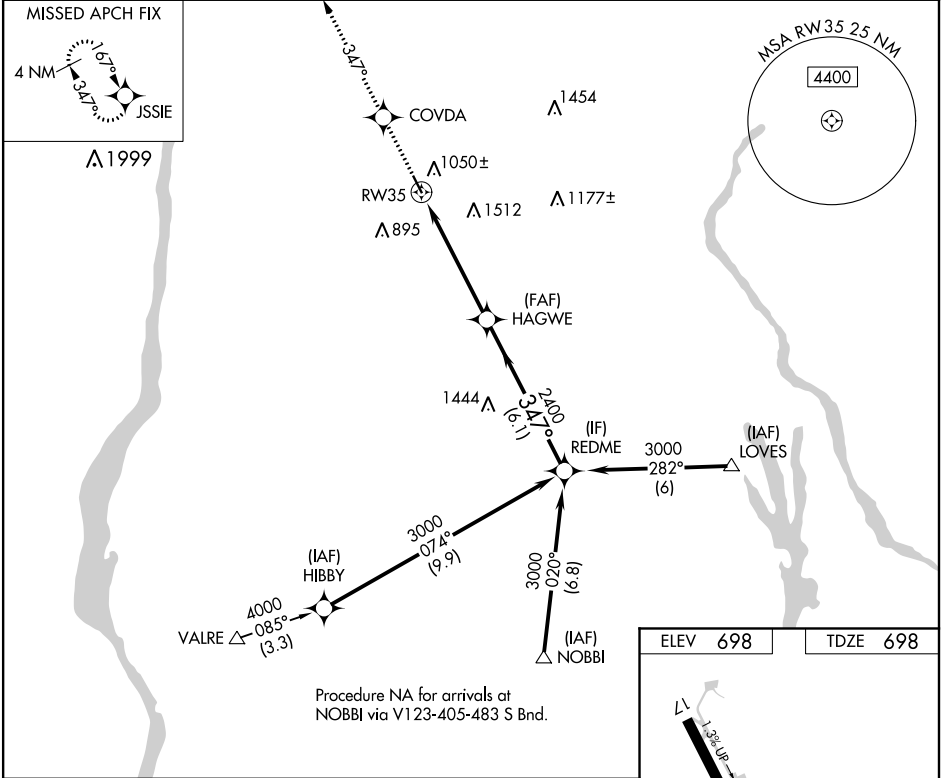 MISSED APCH FIX
4 NM
167°
347°
JSSIE
1999
347°
COVDA
1454
MSA RW35 25 NM
4400
1050±
RW35
1512
1177±
895
(FAF)
HAGWE
1444
2400
347°
(6.1)
(IF)
REDME
3000
282°
(6)
(IAF)
LOVES
3000
074°
(9.9)
(IAF)
HIBBY
4000
085°
(3.3)
VALRE
3000
020°
(6.8)
(IAF)
NOBBI
Procedure NA for arrivals at
NOBBI via V123-405-483 S Bnd.
ELEV 698
TDZE 698
17
1.3% UP